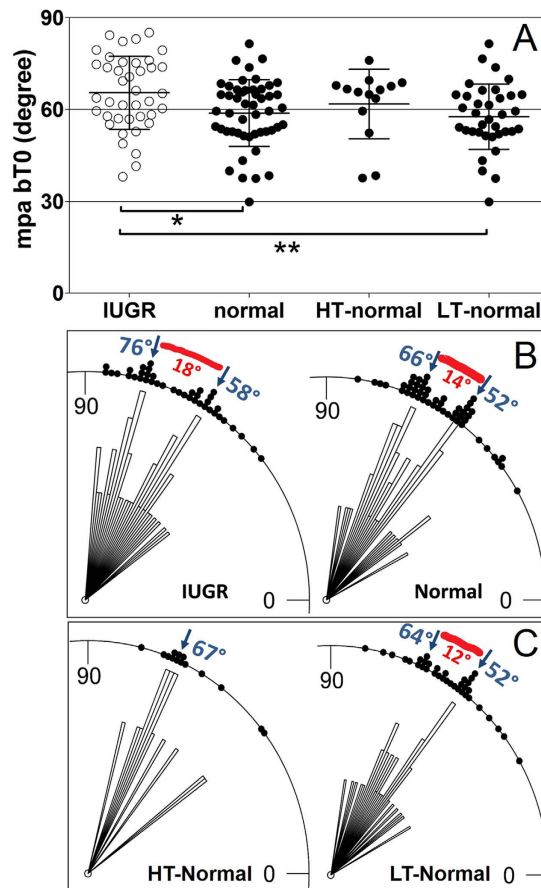 A
mpa bT0 (degree)
90
60
30
0
*
**
IUGR normal HT-normal LT-normal
B
76° 18° 58°
90
0
IUGR
66° 14° 52°
90
0
Normal
C
67°
90
0
HT-Normal
64° 12° 52°
90
0
LT-Normal